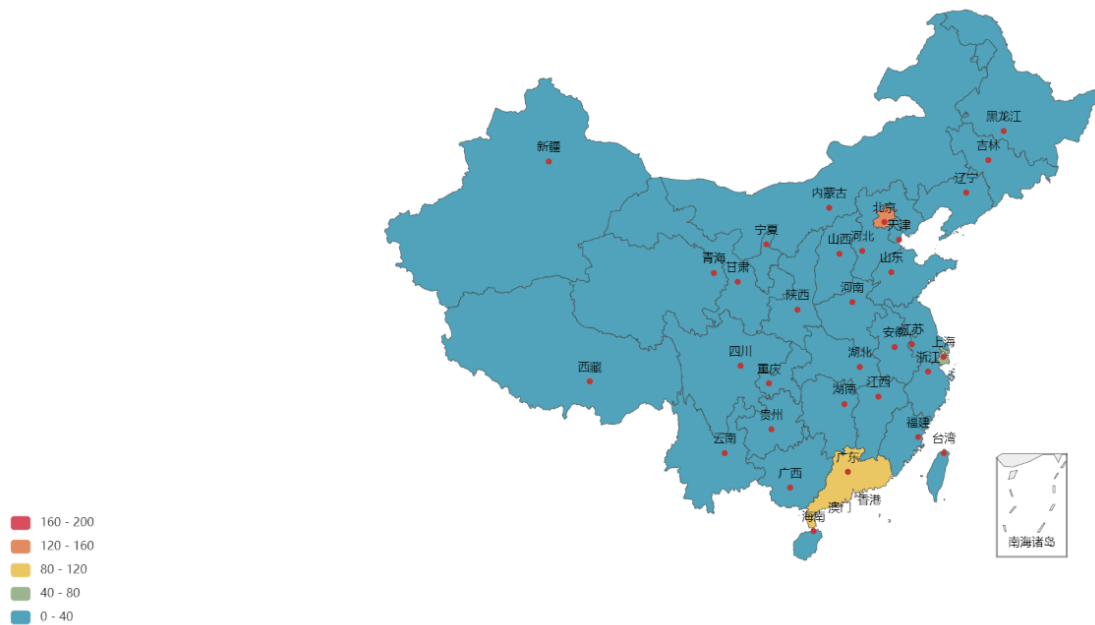 黑龙江
吉林
新疆
辽宁
内蒙古
北京
天津
宁夏
山西
河北
青海
甘肃
山东
陕西
河南
安徽
江苏
上海
四川
重庆
湖北
浙江
西藏
湖南
江西
贵州
福建
云南
台湾
广西
广东
香港
澳门
海南
南海诸岛
160 - 200
120 - 160
80 - 120
40 - 80
0 - 40